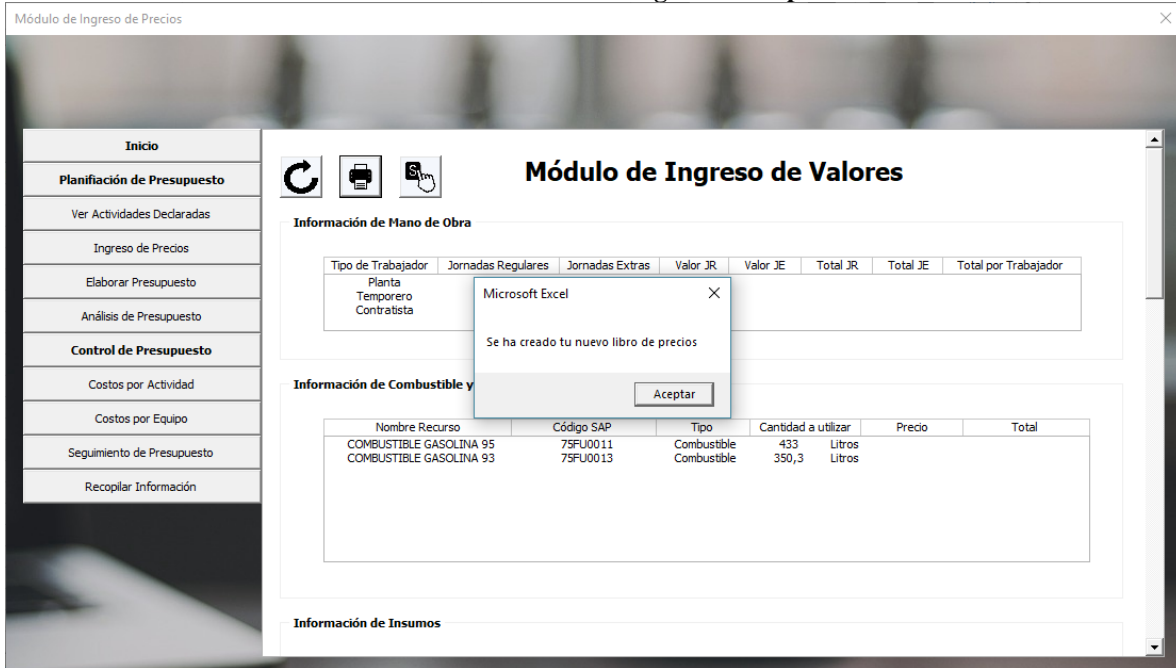 Módulo de Ingreso de Precios
Inicio
Planifiación de Presupuesto
Ver Actividades Declaradas
Ingreso de Precios
Elaborar Presupuesto
Análisis de Presupuesto
Control de Presupuesto
Costos por Actividad
Costos por Equipo
Seguimiento de Presupuesto
Recopilar Información
S
Módulo de Ingreso de Valores
Información de Mano de Obra
Tipo de Trabajador Jornadas Regulares Jornadas Extras Valor JR Valor JE Total JR Total JE Total por Trabajador
Planta
Temporero
Contratista
Microsoft Excel
Se ha creado tu nuevo libro de precios
Aceptar
Información de Combustible y
Nombre Recurso Código SAP Tipo Cantidad a utilizar Precio Total
COMBUSTIBLE GASOLINA 95 75FU0011 Combustible 433 Litros
COMBUSTIBLE GASOLINA 93 75FU0013 Combustible 350,3 Litros
Información de Insumos